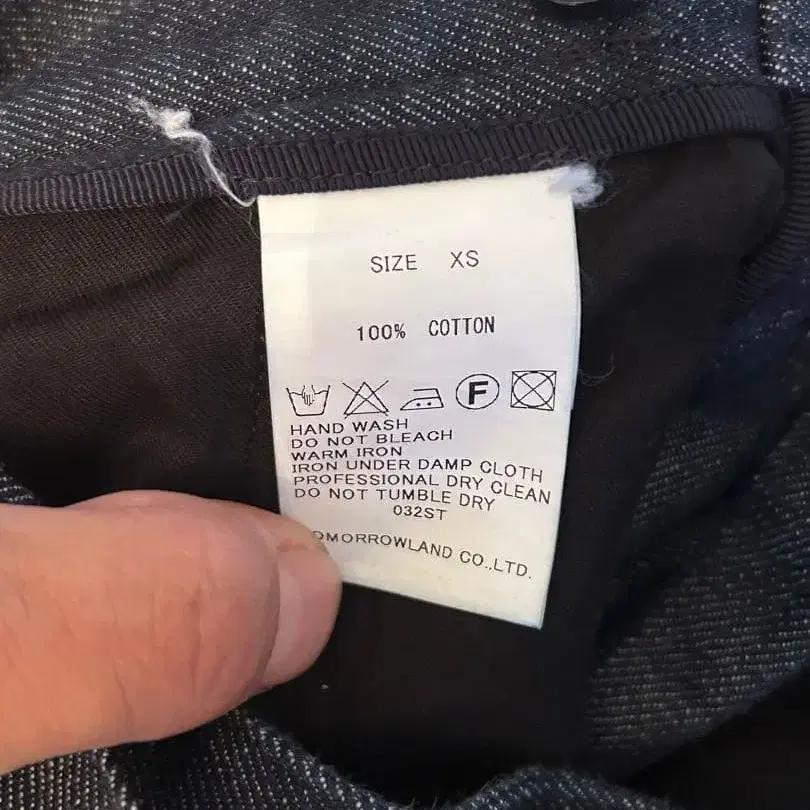 SIZE XS
100% COTTON
F
HAND WASH
DO NOT BLEACH
WARM IRON
IRON UNDER DAMP CLOTH
PROFESSIONAL DRY CLEAN
DO NOT TUMBLE DRY
032ST
OMORROWLAND CO.,LTD.